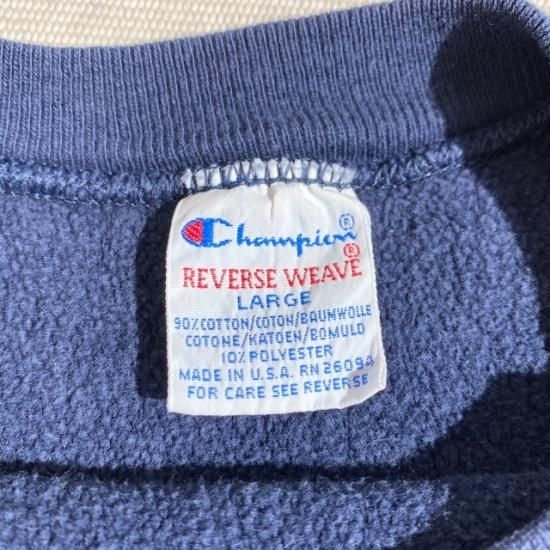 Champion®
REVERSE WEAVE®
LARGE
90% COTTON/COTON/BAUMWOLLE
COTONE/KATOEN/BOMULD
10% POLYESTER
MADE IN U.S.A. RN 26094
FOR CARE SEE REVERSE